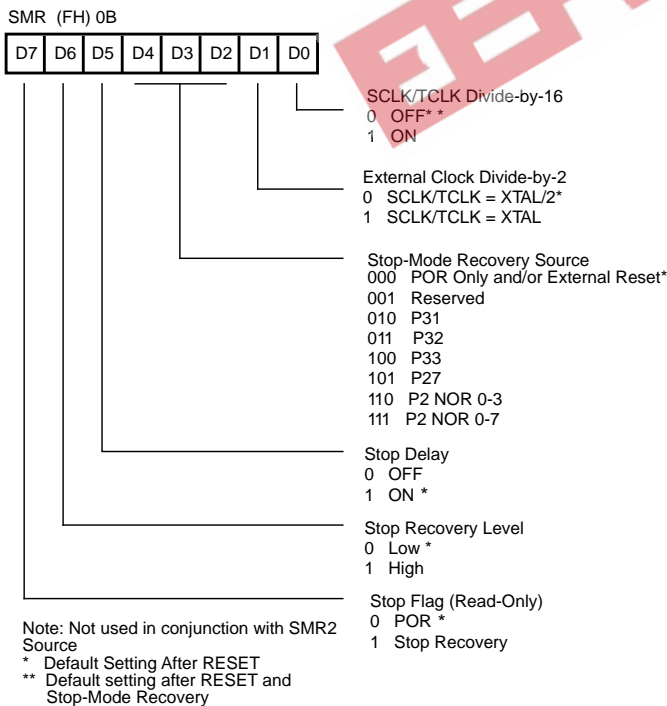 SMR (FH) 0B
D7 D6 D5 D4 D3 D2 D1 D0
SCLK/TCLK Divide-by-16
0 OFF* *
1 ON
External Clock Divide-by-2
0 SCLK/TCLK = XTAL/2*
1 SCLK/TCLK = XTAL
Stop-Mode Recovery Source
000 POR Only and/or External Reset*
001 Reserved
010 P31
011 P32
100 P33
101 P27
110 P2 NOR 0-3
111 P2 NOR 0-7
Stop Delay
0 OFF
1 ON *
Stop Recovery Level
0 Low *
1 High
Stop Flag (Read-Only)
0 POR *
1 Stop Recovery
Note: Not used in conjunction with SMR2
Source
* Default Setting After RESET
** Default setting after RESET and
Stop-Mode Recovery